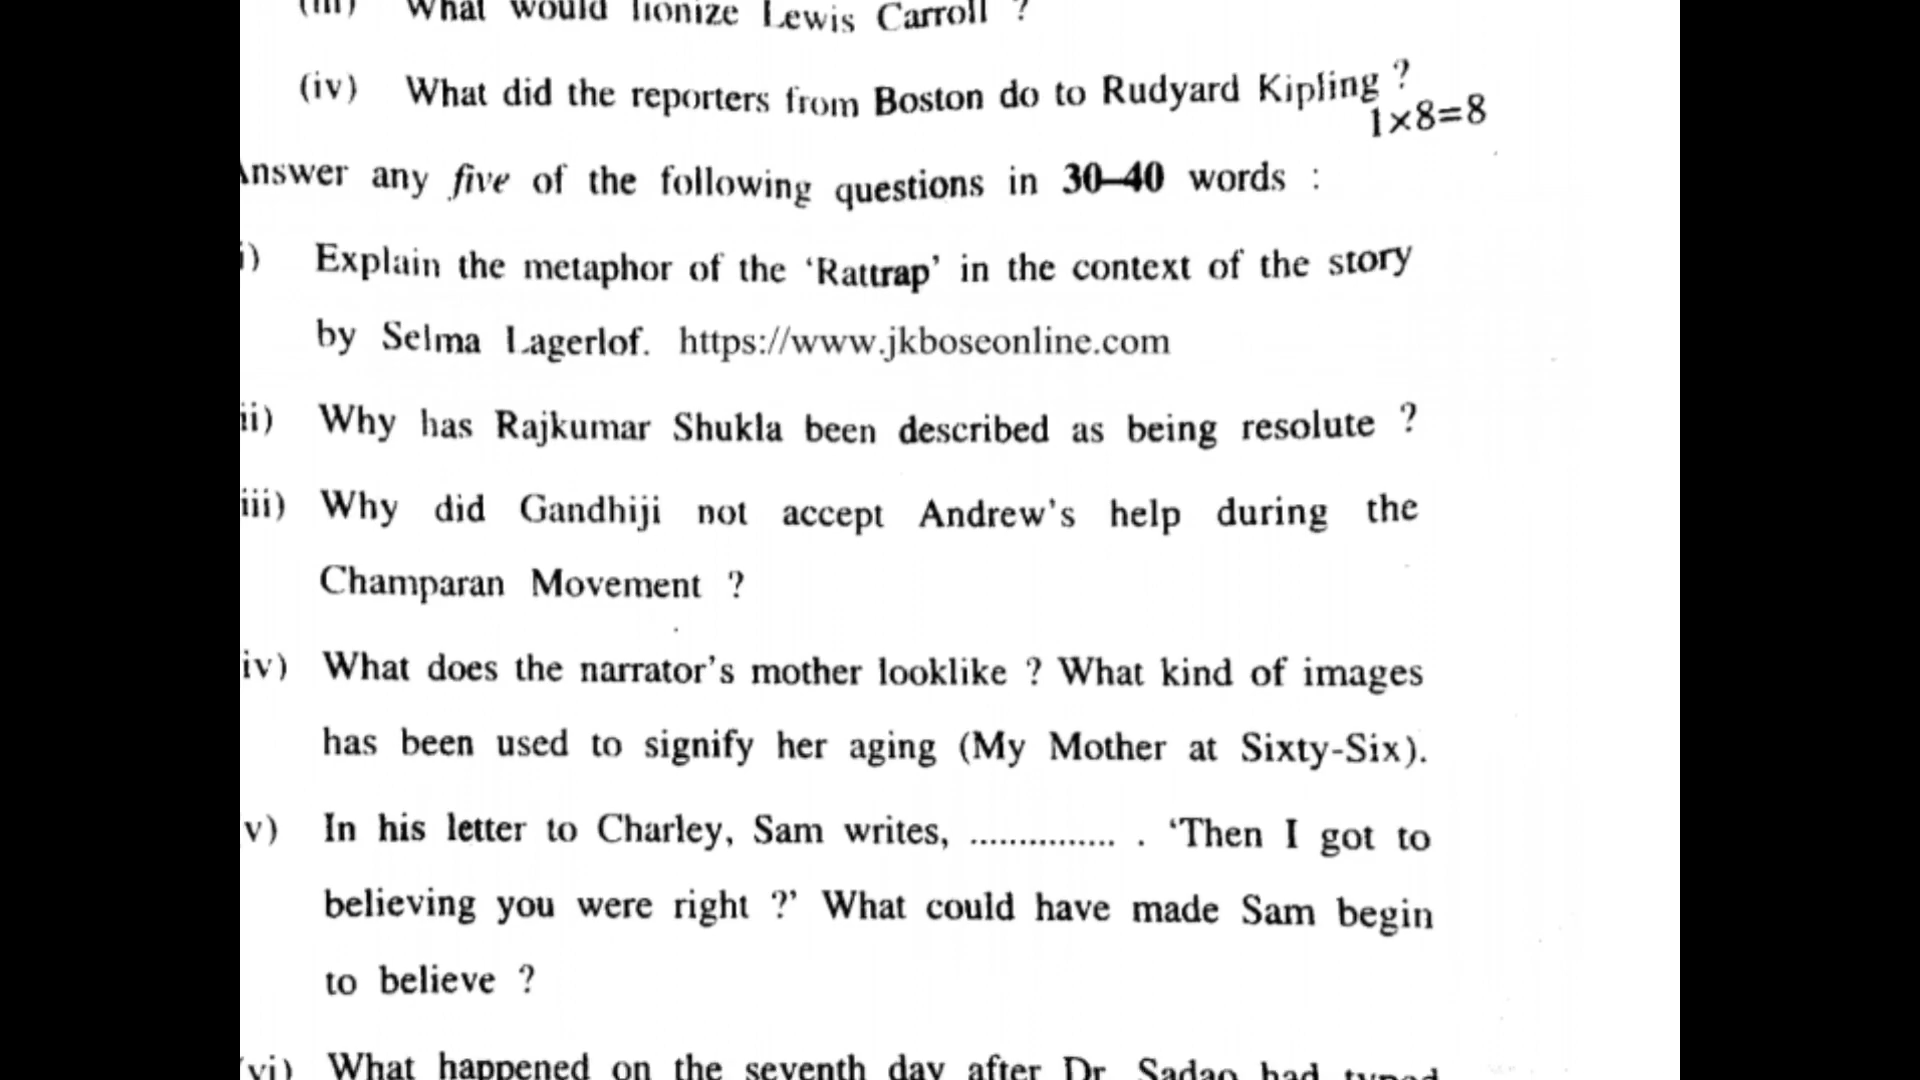 (iii) What would lionize Lewis Carroll ?
(iv) What did the reporters from Boston do to Rudyard Kipling ?
1×8=8
Answer any five of the following questions in 30–40 words :
i) Explain the metaphor of the ‘Rattrap’ in the context of the story
by Selma Lagerlof. https://www.jkboseonline.com
ii) Why has Rajkumar Shukla been described as being resolute ?
iii) Why did Gandhiji not accept Andrew’s help during the
Champaran Movement ?
iv) What does the narrator’s mother looklike ? What kind of images
has been used to signify her aging (My Mother at Sixty-Six).
v) In his letter to Charley, Sam writes, ............... . ‘Then I got to
believing you were right ?’ What could have made Sam begin
to believe ?
(vi) What happened on the seventh day after Dr. Sadao had typed